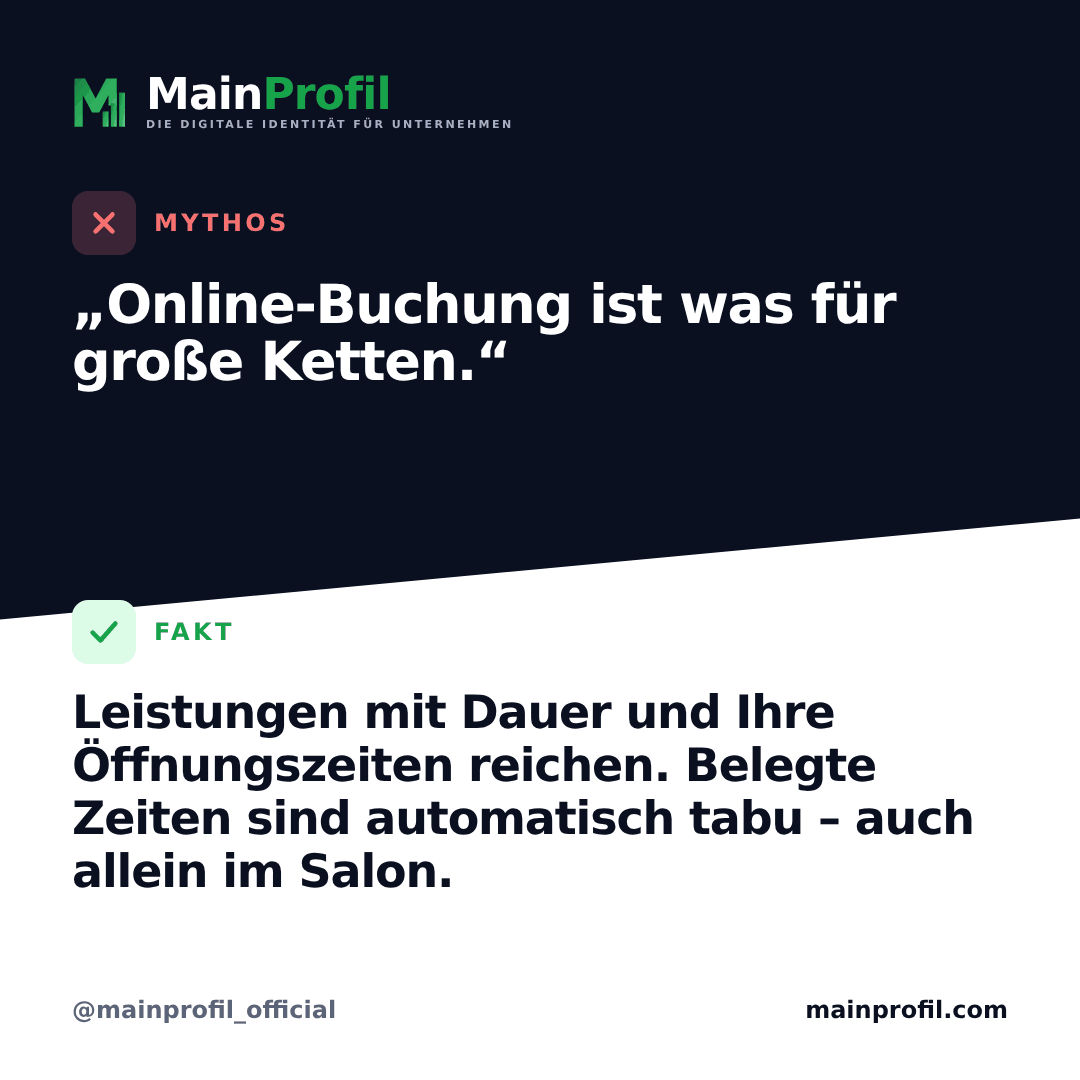 MainProfil
DIE DIGITALE IDENTITÄT FÜR UNTERNEHMEN
MYTHOS
„Online-Buchung ist was für
große Ketten.“
FAKT
Leistungen mit Dauer und Ihre
Öffnungszeiten reichen. Belegte
Zeiten sind automatisch tabu – auch
allein im Salon.
@mainprofil_official
mainprofil.com